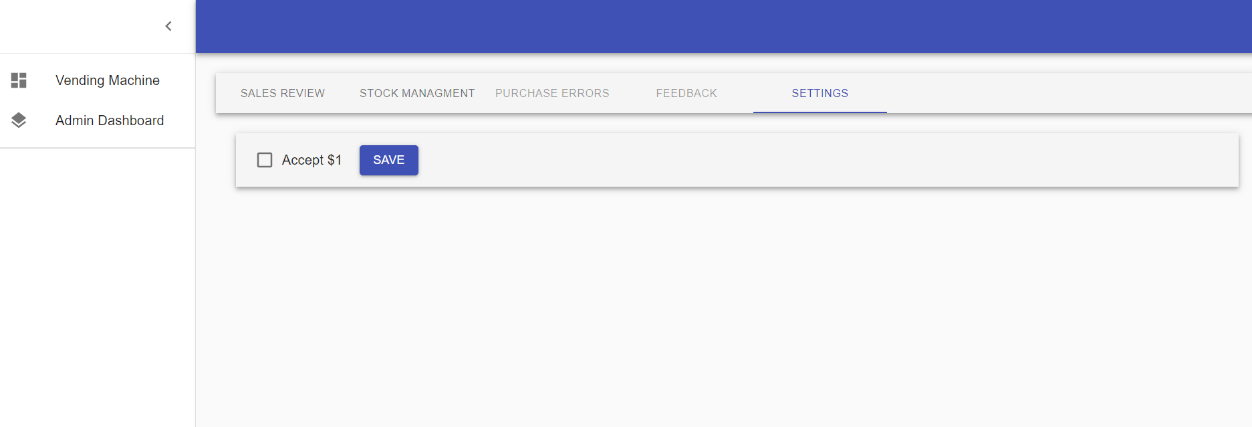 Vending Machine
Admin Dashboard
SALES REVIEW STOCK MANAGMENT PURCHASE ERRORS FEEDBACK SETTINGS
Accept $1 SAVE